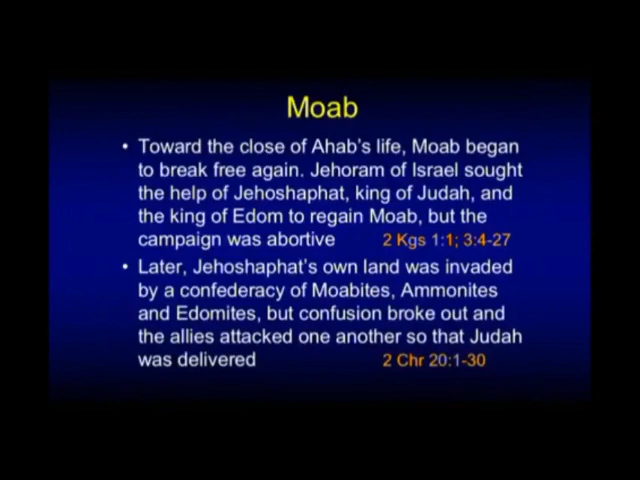 Moab
• Toward the close of Ahab's life, Moab began
to break free again. Jehoram of Israel sought
the help of Jehoshaphat, king of Judah, and
the king of Edom to regain Moab, but the
campaign was abortive 2 Kgs 1:1; 3:4-27
• Later, Jehoshaphat's own land was invaded
by a confederacy of Moabites, Ammonites
and Edomites, but confusion broke out and
the allies attacked one another so that Judah
was delivered 2 Chr 20:1-30